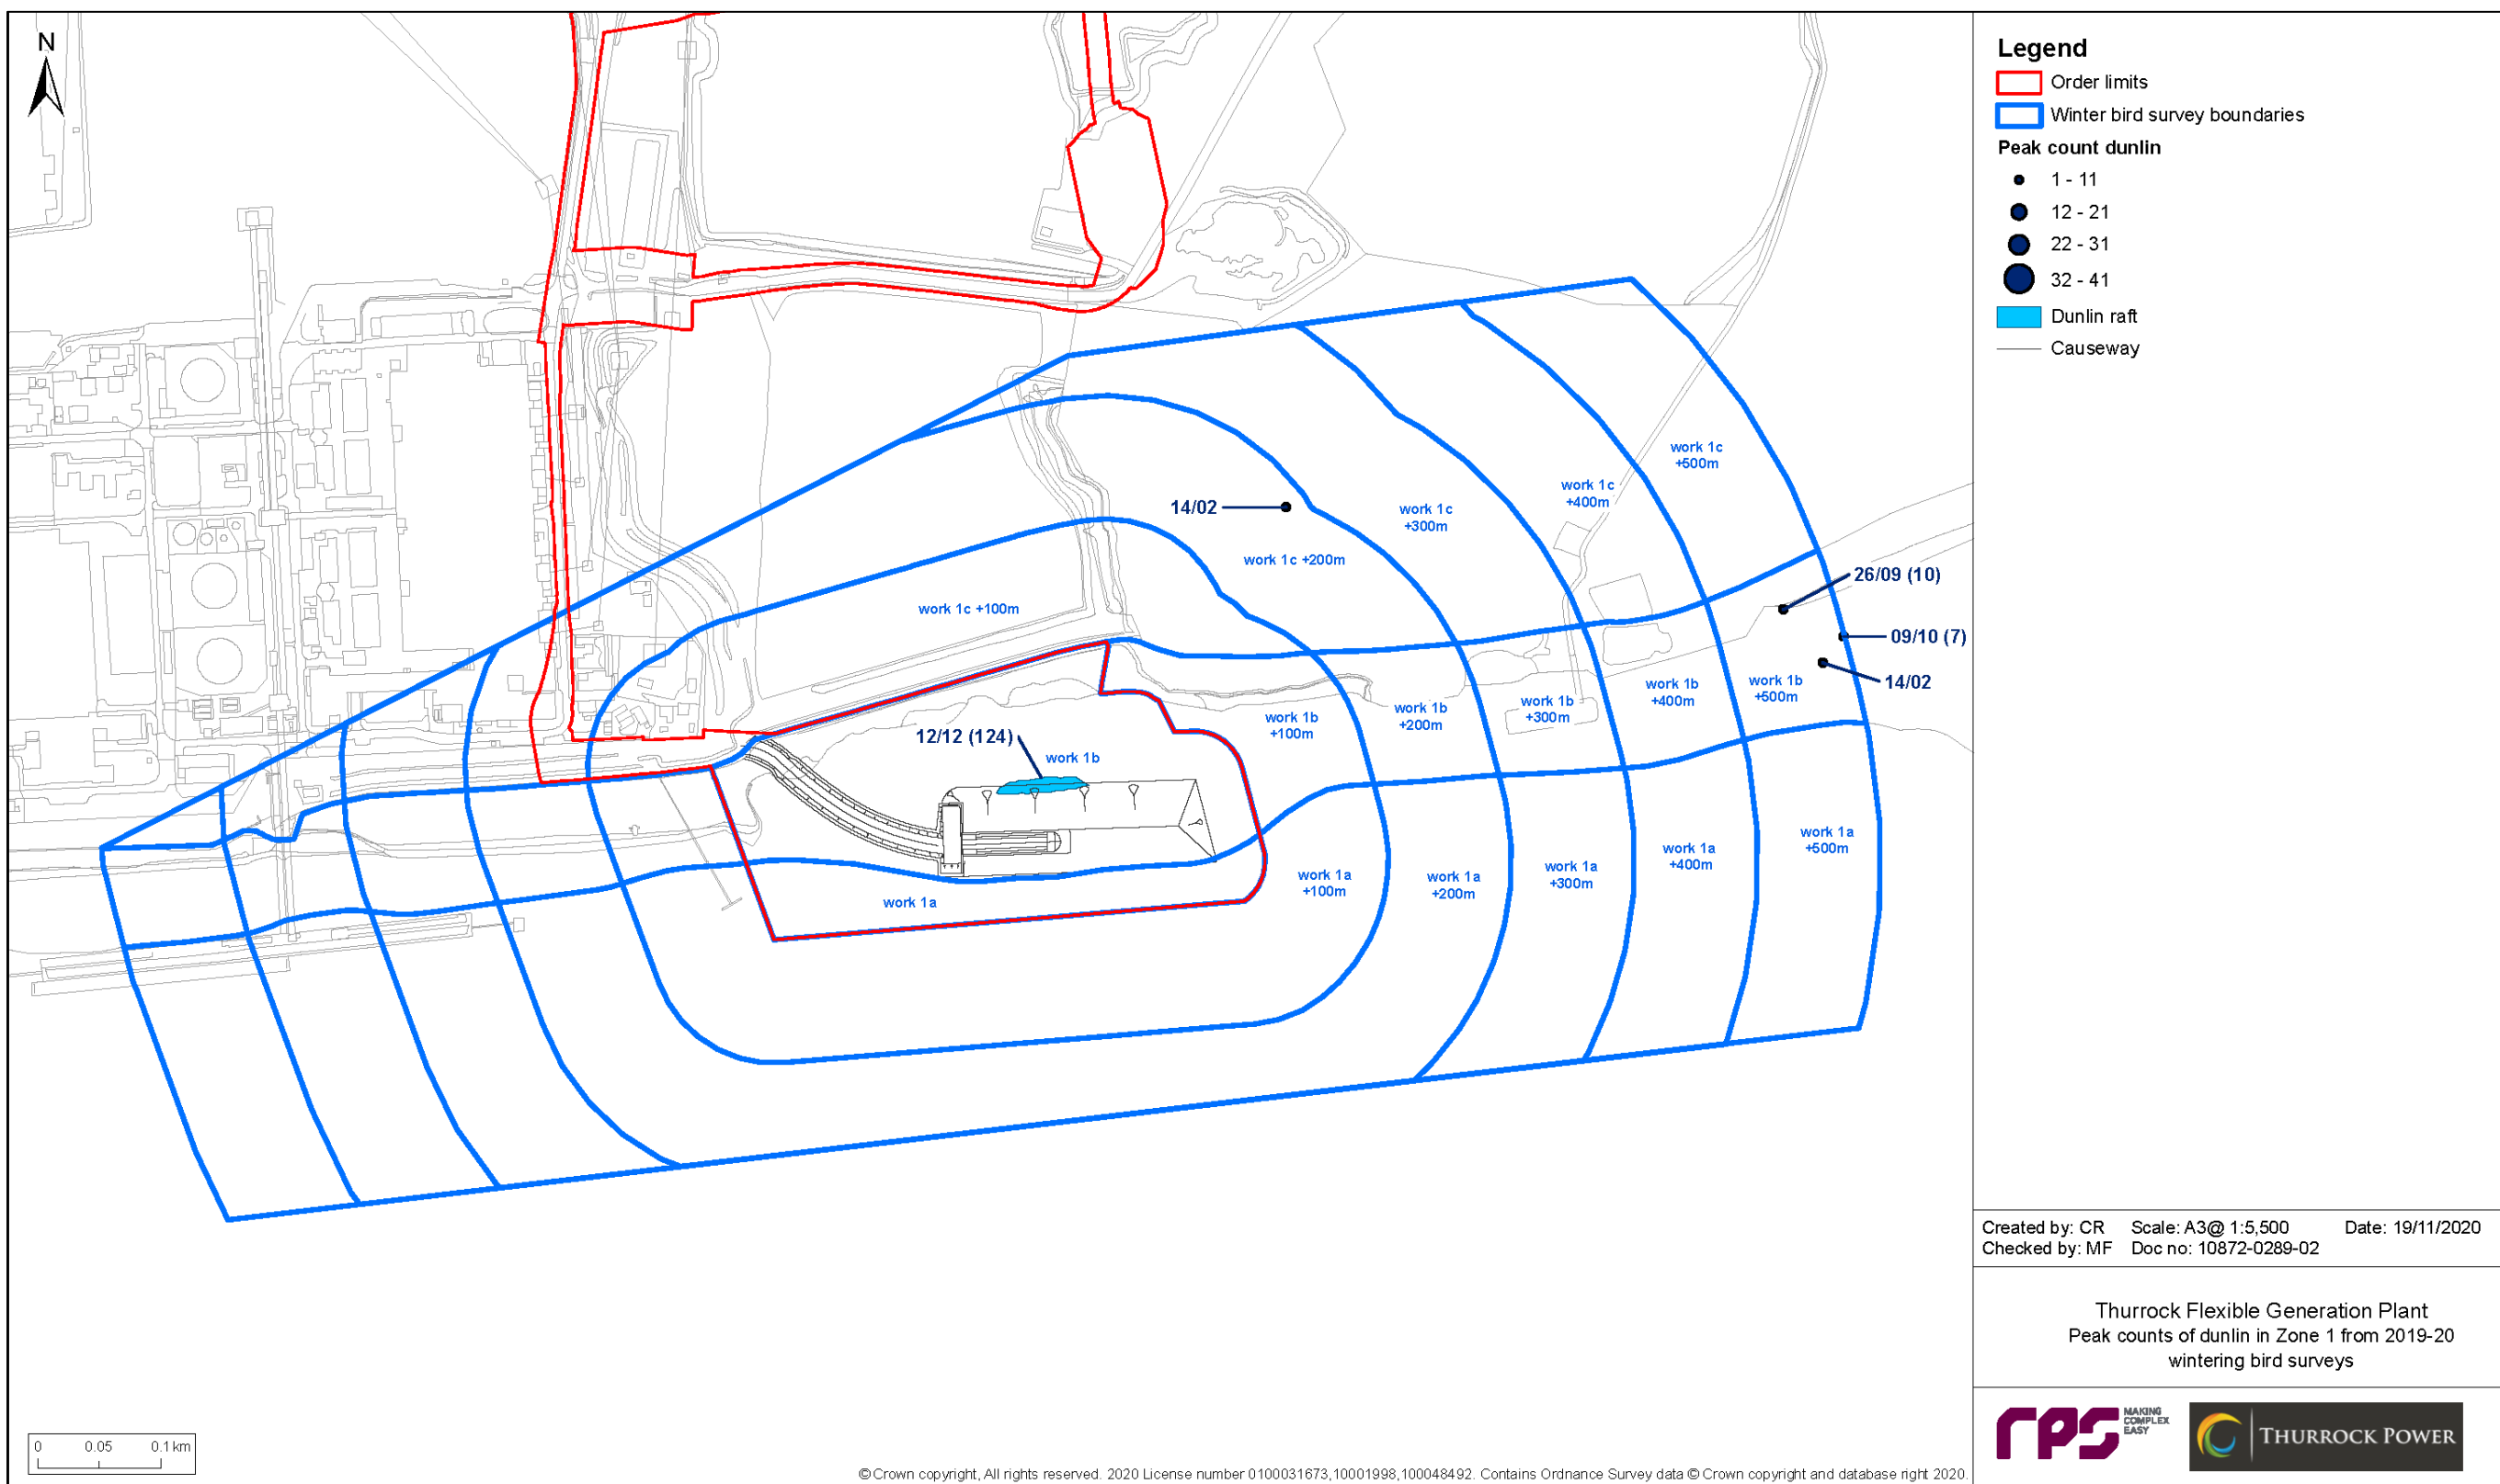 N
Legend
Order limits
Winter bird survey boundaries
Peak count dunlin
1 - 11
12 - 21
22 - 31
32 - 41
Dunlin raft
Causeway
work 1c
+500m
work 1c
+400m
work 1c
+300m
14/02
work 1c +200m
work 1c +100m
26/09 (10)
09/10 (7)
14/02
work 1b
+500m
work 1b
+400m
work 1b
+300m
work 1b
+200m
work 1b
+100m
12/12 (124)
work 1b
work 1a
+500m
work 1a
+400m
work 1a
+300m
work 1a
+200m
work 1a
+100m
work 1a
Created by: CR Scale: A3@ 1:5,500 Date: 19/11/2020
Checked by: MF Doc no: 10872-0289-02
Thurrock Flexible Generation Plant
Peak counts of dunlin in Zone 1 from 2019-20
wintering bird surveys
rps MAKING
COMPLEX
EASY
THURROCK POWER
0 0.05 0.1 km
© Crown copyright, All rights reserved. 2020 License number 0100031673,10001998,100048492. Contains Ordnance Survey data © Crown copyright and database right 2020.